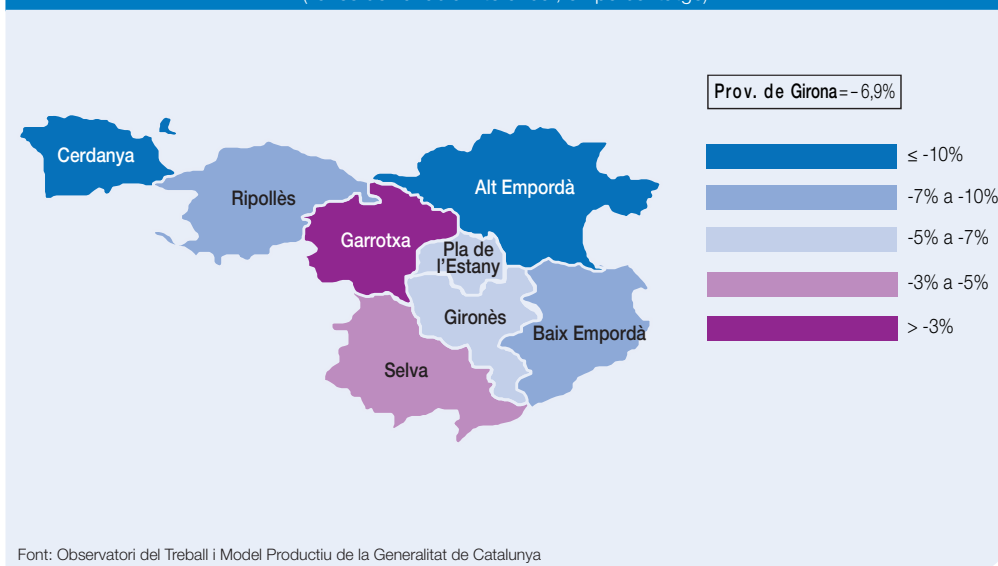 Prov. de Girona=–6,9%
Cerdanya
Ripollès
Alt Empordà
Garrotxa
Pla de
l'Estany
Gironès
Baix Empordà
Selva
≤ -10%
-7% a -10%
-5% a -7%
-3% a -5%
> -3%
Font: Observatori del Treball i Model Productiu de la Generalitat de Catalunya